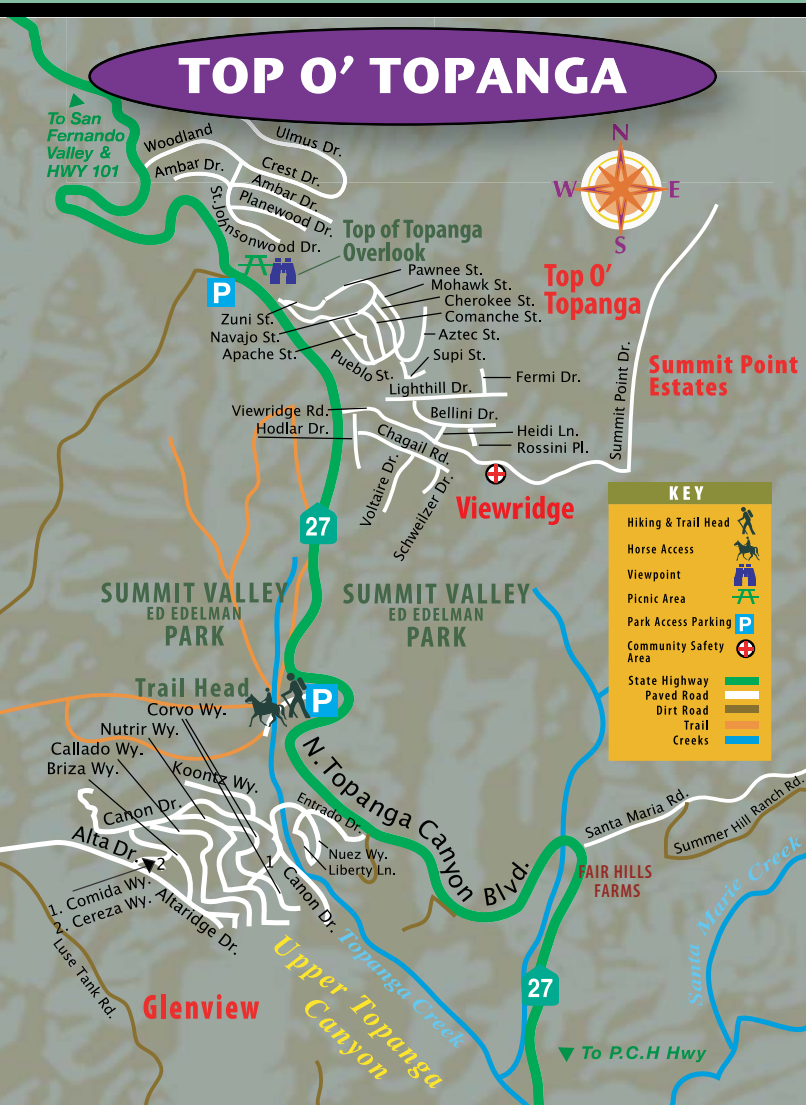 TOP O' TOPANGA
To San
Fernando
Valley &
HWY 101
Woodland
Ulmus Dr.
Ambar Dr.
Crest Dr.
Ambar Dr.
Planewood Dr.
St. Johnsonwood Dr.
N
W
E
S
Top of Topanga
Overlook
P
Pawnee St.
Mohawk St.
Cherokee St.
Comanche St.
Aztec St.
Supi St.
Zuni St.
Navajo St.
Apache St.
Pueblo St.
Top O'
Topanga
Lighthill Dr.
Fermi Dr.
Summit Point Dr.
Summit Point
Estates
Viewridge Rd.
Hodlar Dr.
Bellini Dr.
Heidi Ln.
Rossini Pl.
Chagail Rd.
Voltaire Dr.
Schweilzer Dr.
Viewridge
27
KEY
Hiking & Trail Head
Horse Access
Viewpoint
Picnic Area
Park Access Parking P
Community Safety
Area
State Highway
Paved Road
Dirt Road
Trail
Creeks
SUMMIT VALLEY
ED EDELMAN
PARK
SUMMIT VALLEY
ED EDELMAN
PARK
Trail Head
P
Corvo Wy.
Nutrir Wy.
Callado Wy.
Briza Wy.
Koontz Wy.
Canon Dr.
Entrado Dr.
N. Topanga Canyon Blvd.
Alta Dr.
2
1
Nuez Wy.
Liberty Ln.
Canon Dr.
1. Comida Wy.
2. Cereza Wy.
Altaridge Dr.
Luse Tank Rd.
Glenview
Upper Topanga
Canyon
Topanga Creek
Santa Maria Rd.
Summer Hill Ranch Rd.
FAIR HILLS
FARMS
Santa Marie Creek
27
To P.C.H Hwy